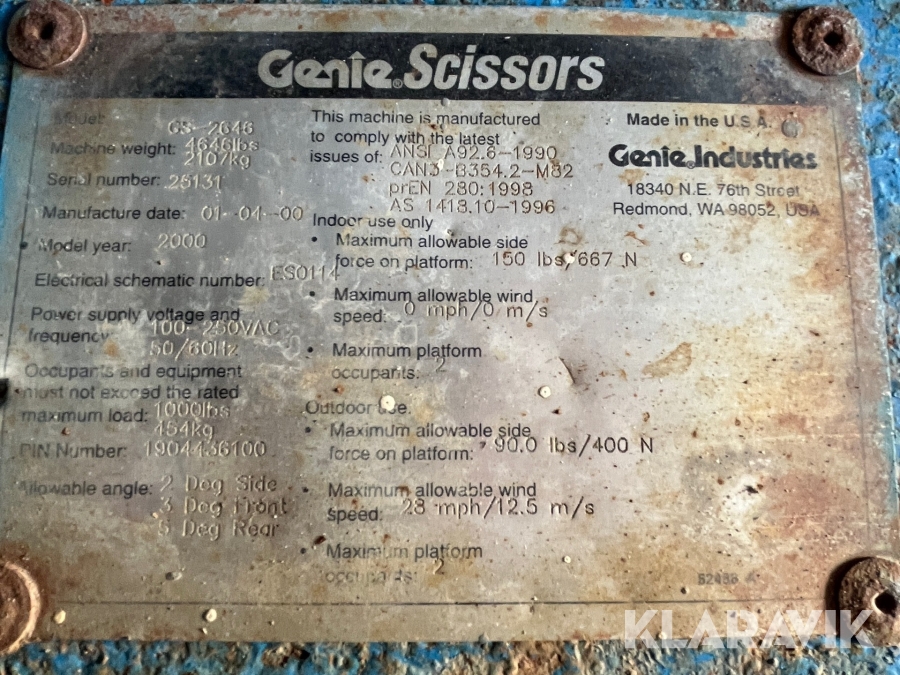 Genie Scissors
Model: GS-2646
Machine weight: 4646lbs
2107kg
Serial number: 25131
Manufacture date: 01-04-00
Model year: 2000
Electrical schematic number: ES0114
Power supply voltage and
frequency: 100-250VAC
50/60Hz
Occupants and equipment
must not exceed the rated
maximum load: 1000lbs
454kg
PIN Number: 1904436100
Allowable angle: 2 Deg Side
3 Deg Front
5 Deg Rear
This machine is manufactured
to comply with the latest
issues of: ANSI A92.6-1990
CAN3-B354.2-M82
prEN 280:1998
AS 1418.10-1996
Indoor use only
• Maximum allowable side
force on platform: 150 lbs/667 N
• Maximum allowable wind
speed: 0 mph/0 m/s
• Maximum platform
occupants: 2
Outdoor use.
• Maximum allowable side
force on platform: 90.0 lbs/400 N
• Maximum allowable wind
speed: 28 mph/12.5 m/s
• Maximum platform
occupants: 2
Made in the U.S.A.
Genie Industries
18340 N.E. 76th Street
Redmond, WA 98052, USA
KLARAVIK